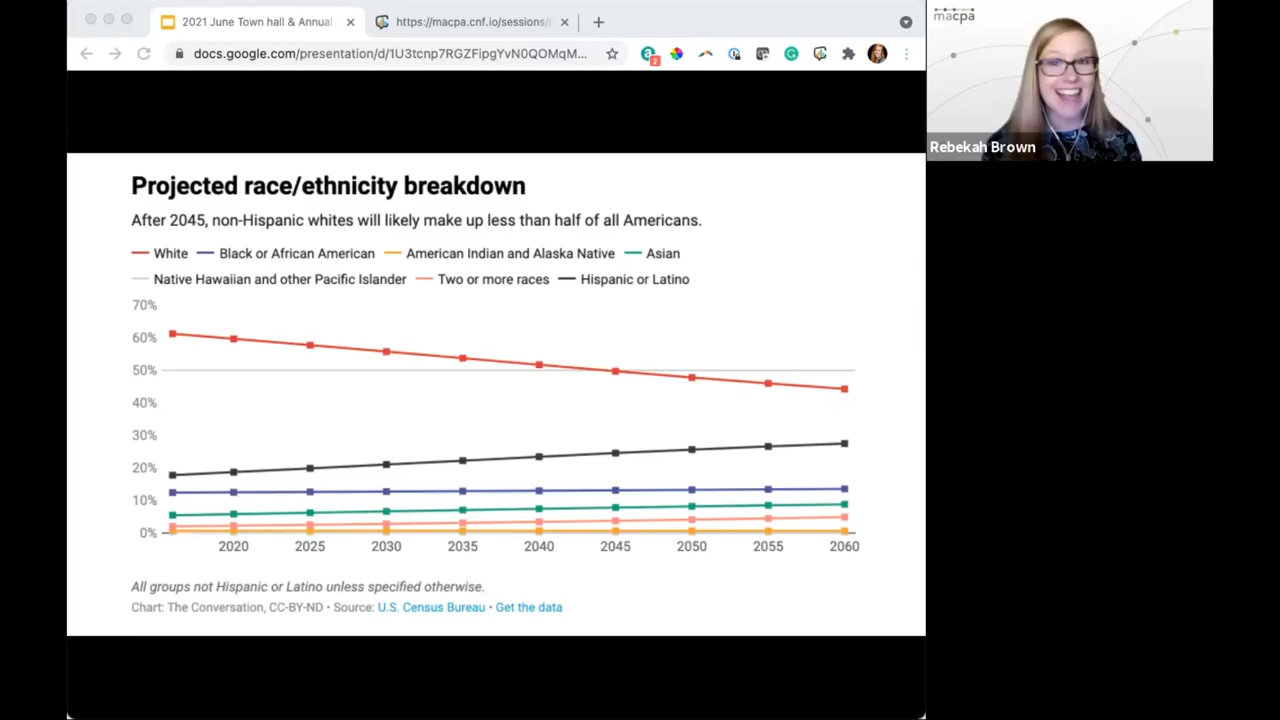 2021 June Town hall & Annual
https://macpa.cnf.io/sessions/
docs.google.com/presentation/d/1U3tcnp7RGZFipgYvN0QOMqM...
2
macpa
Rebekah Brown
Projected race/ethnicity breakdown
After 2045, non-Hispanic whites will likely make up less than half of all Americans.
White Black or African American American Indian and Alaska Native Asian
Native Hawaiian and other Pacific Islander Two or more races Hispanic or Latino
70%
60%
50%
40%
30%
20%
10%
0%
2020 2025 2030 2035 2040 2045 2050 2055 2060
All groups not Hispanic or Latino unless specified otherwise.
Chart: The Conversation, CC-BY-ND • Source: U.S. Census Bureau • Get the data